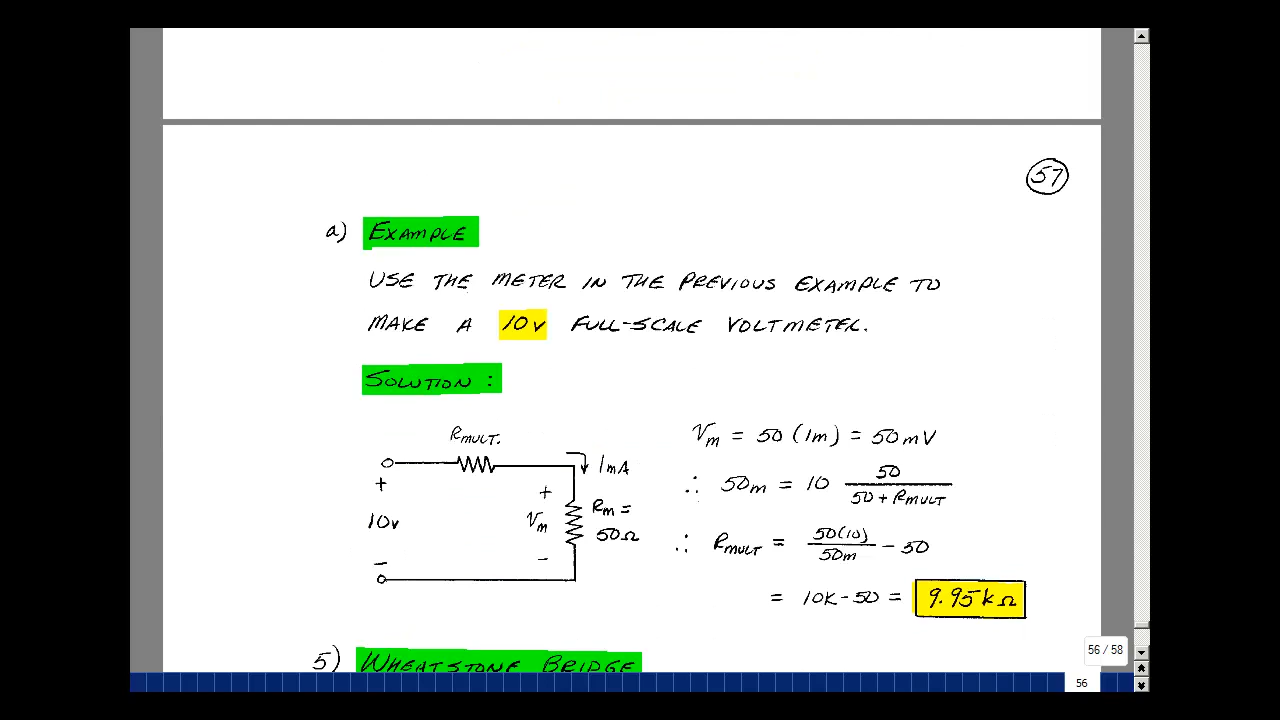 57
a) EXAMPLE
USE THE METER IN THE PREVIOUS EXAMPLE TO
MAKE A 10V FULL-SCALE VOLTMETER.
SOLUTION :
RMULT.
1mA
+
10V
−
+
Vm
−
Rm =
50Ω
Vm = 50 (1m) = 50mV
∴ 50m = 10 50 / (50 + RMULT)
∴ RMULT = 50(10) / 50m − 50
= 10K − 50 = 9.95kΩ
5) WHEATSTONE BRIDGE
56 / 58
56